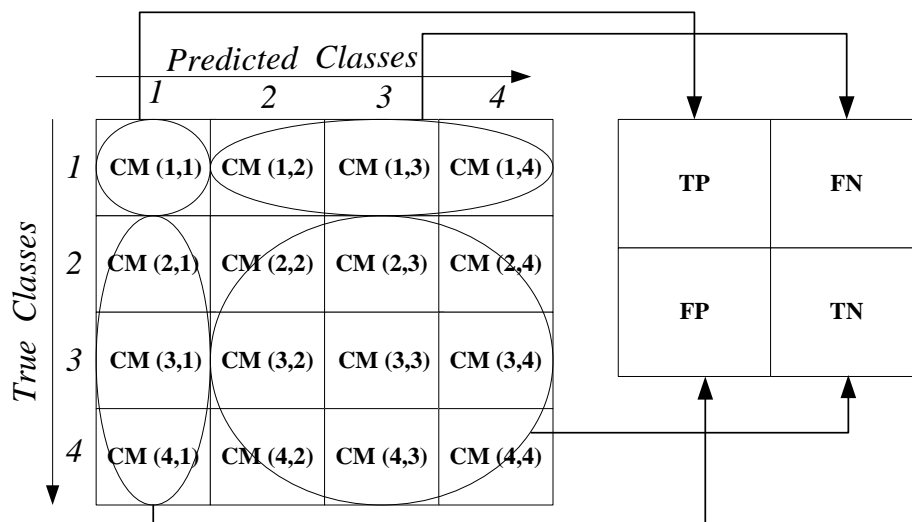 Predicted Classes
1 2 3 4
True Classes
1 CM (1,1) CM (1,2) CM (1,3) CM (1,4)
2 CM (2,1) CM (2,2) CM (2,3) CM (2,4)
3 CM (3,1) CM (3,2) CM (3,3) CM (3,4)
4 CM (4,1) CM (4,2) CM (4,3) CM (4,4)
TP FN
FP TN